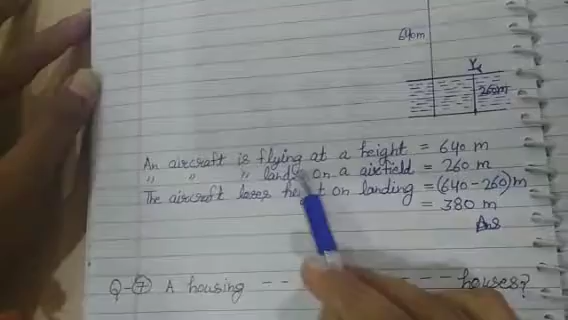 640m
Y
260m
An aircraft is flying at a height = 640 m
" " " lands on a airfield = 260 m
The aircraft loses height on landing = (640 - 260) m
= 380 m
Ans
Q-7 A housing -- -- -- -- houses?